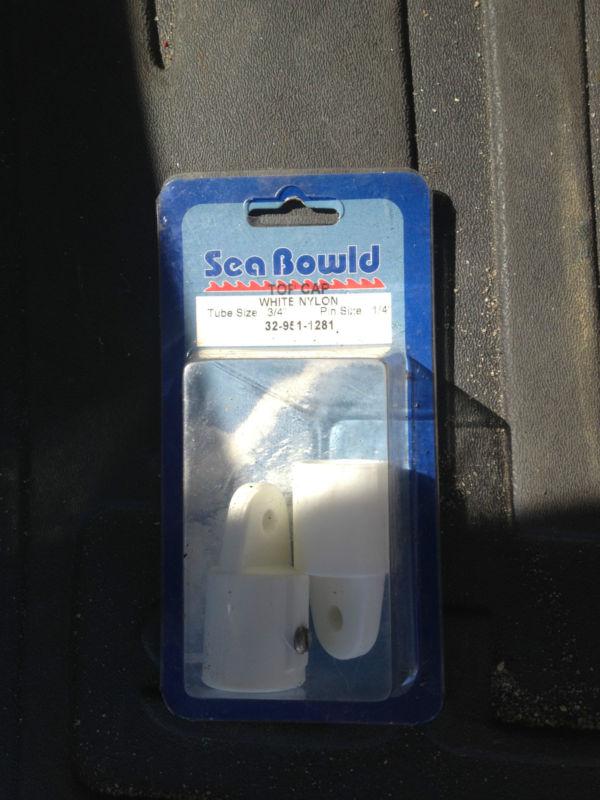 Sea Bowld
TOP CAP
WHITE NYLON
Tube Size 3/4" Pin Size 1/4
32-951-1281